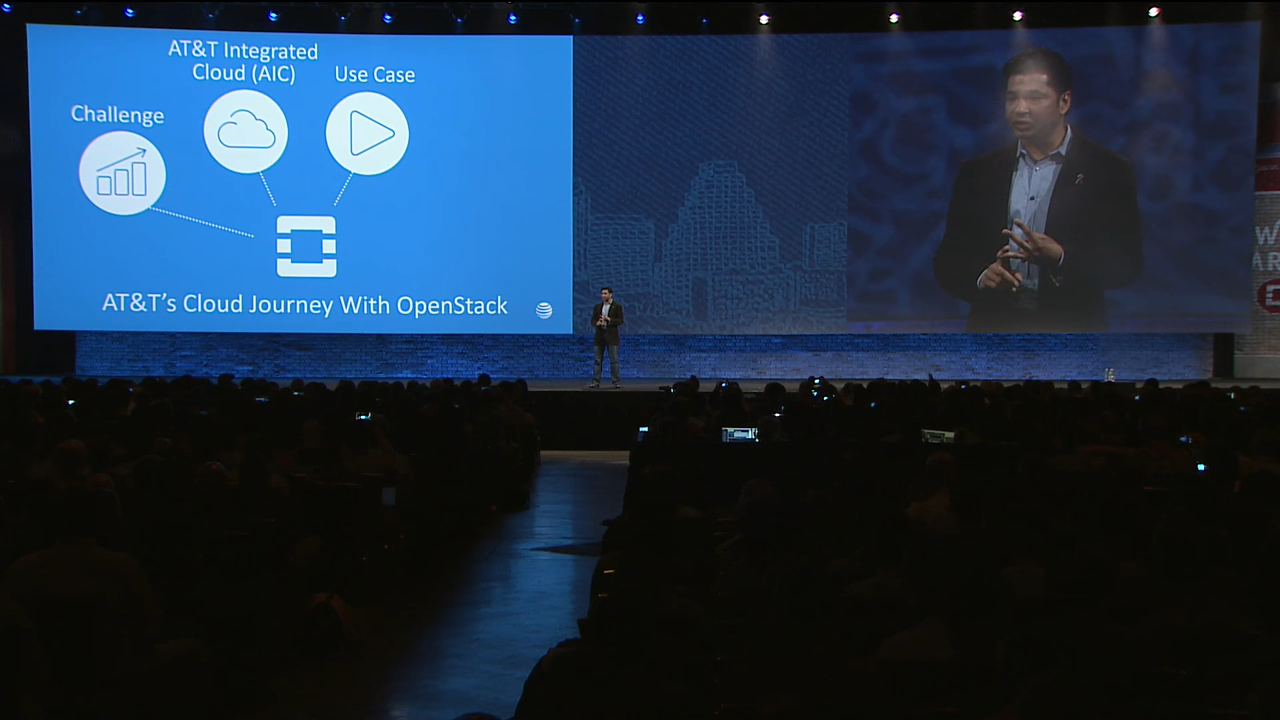 AT&T Integrated
Cloud (AIC)
Use Case
Challenge
AT&T's Cloud Journey With OpenStack